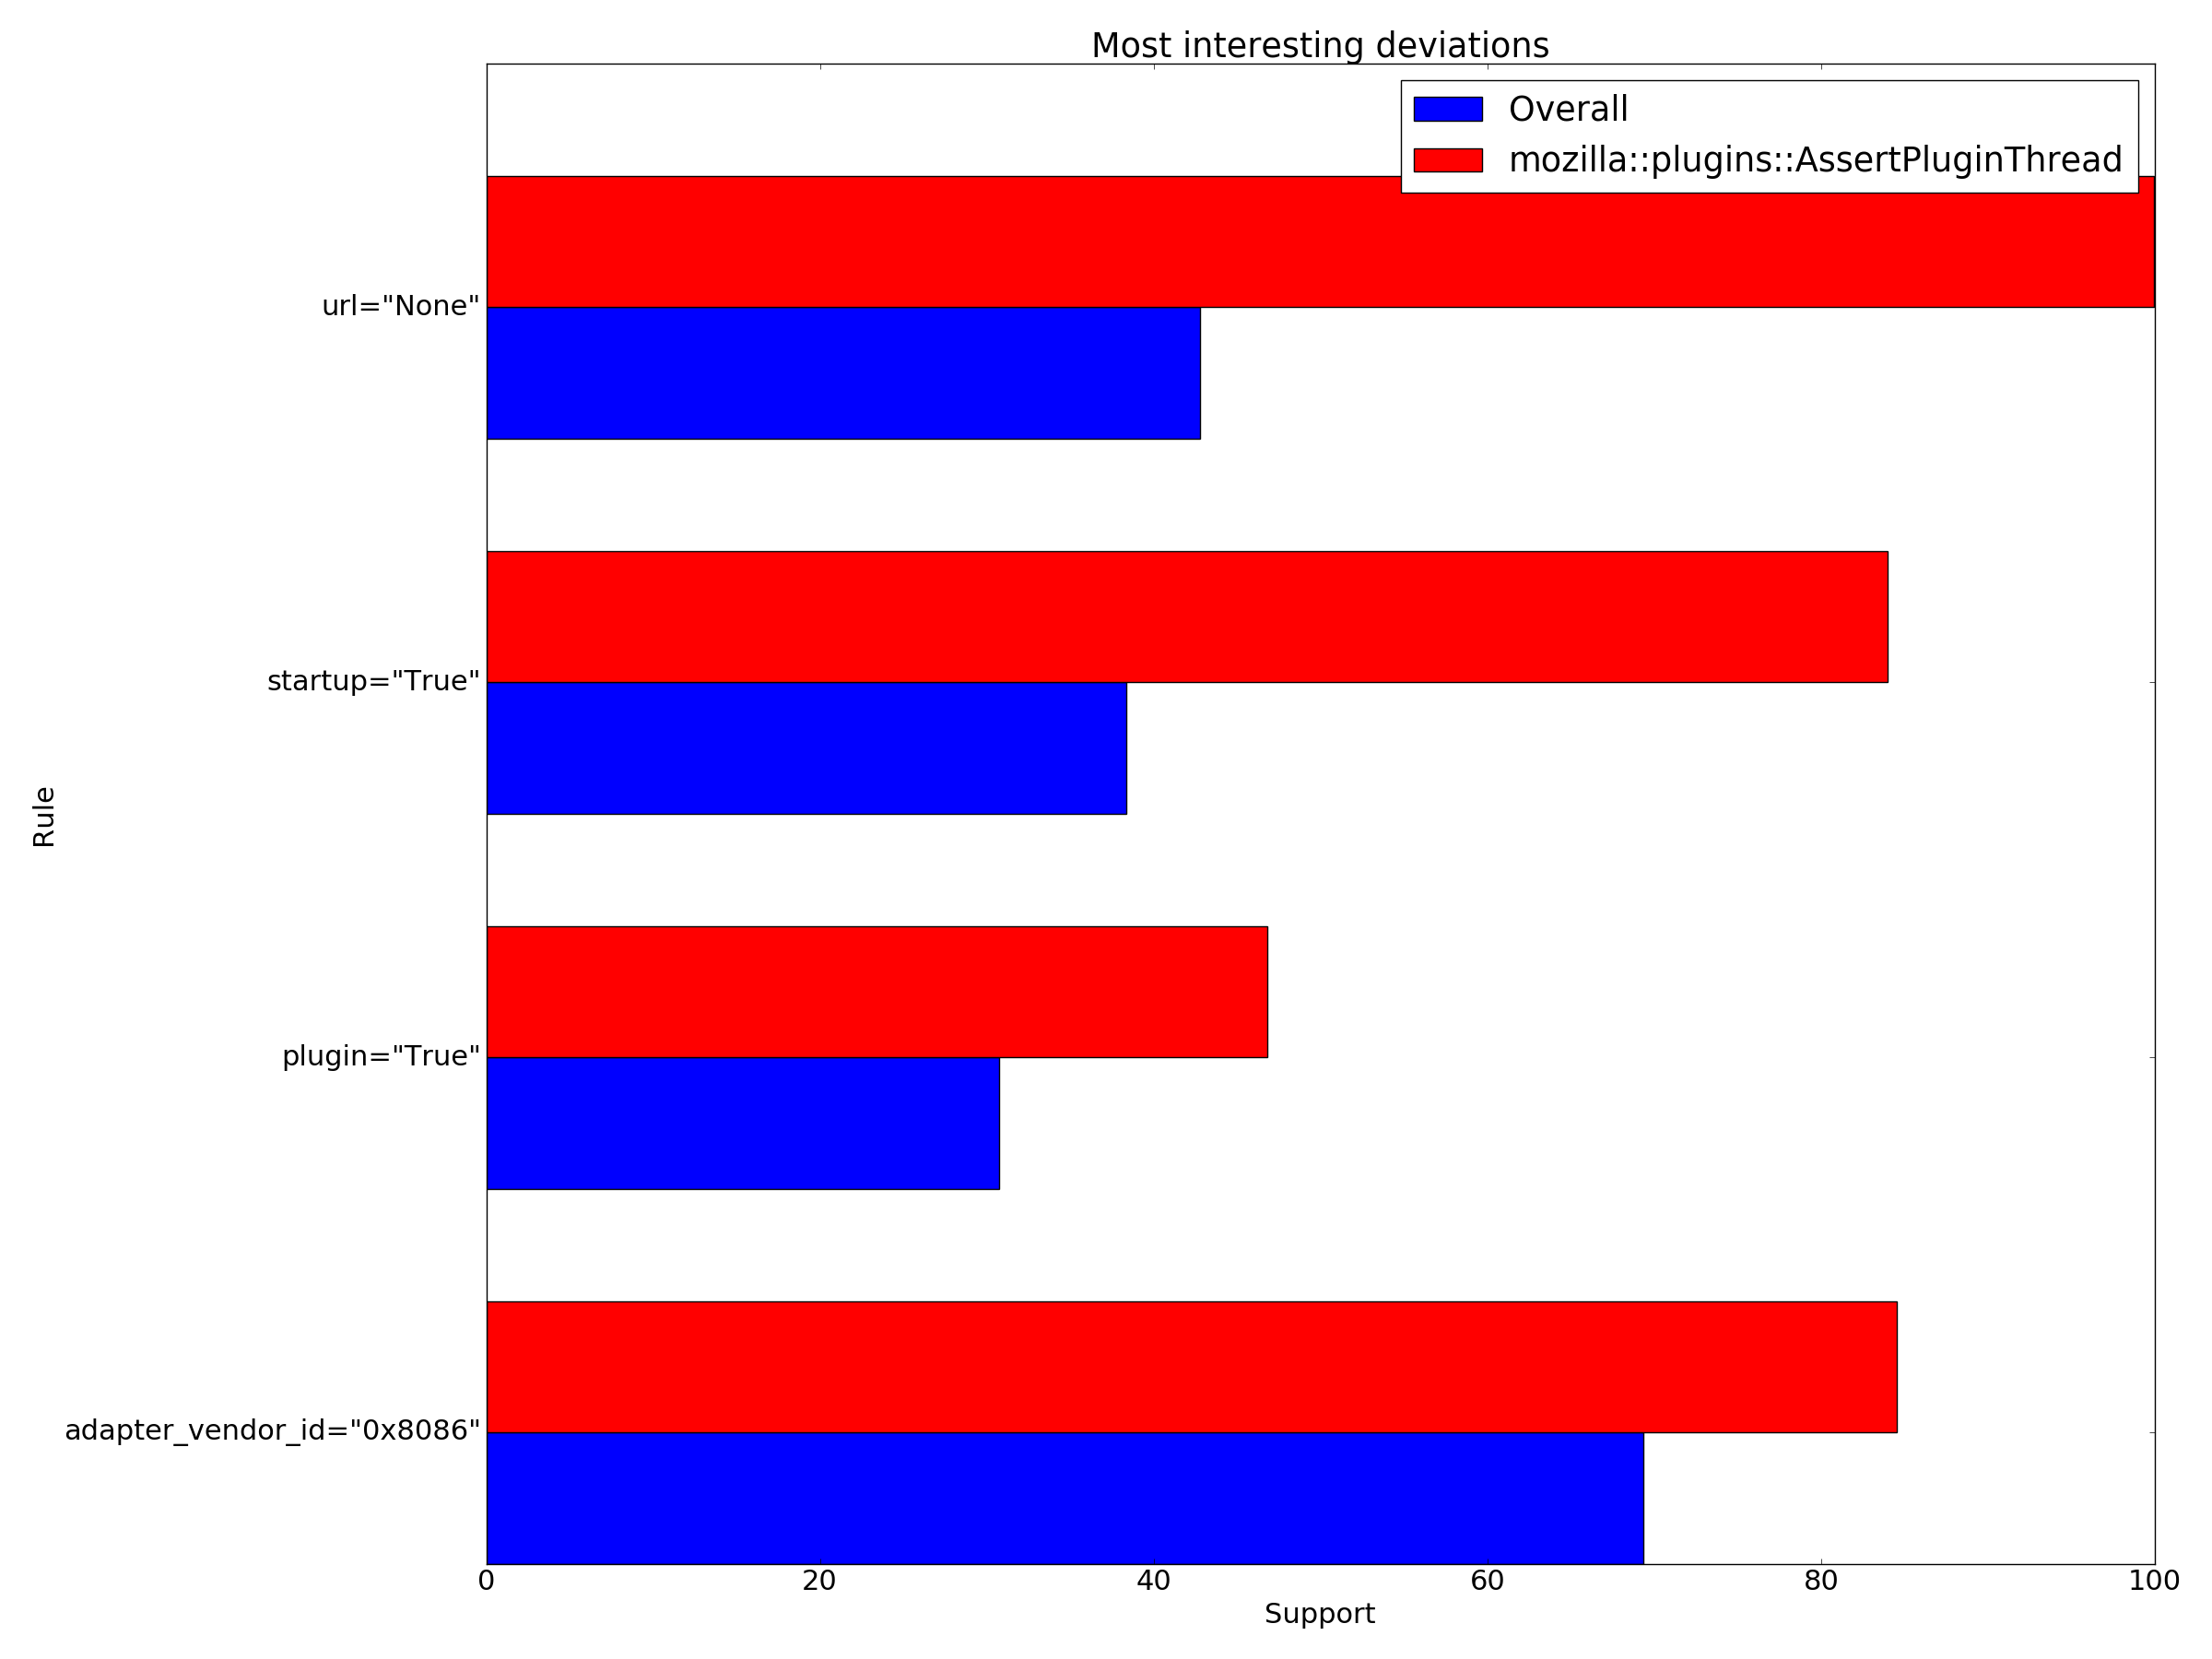 Most interesting deviations
Overall
mozilla::plugins::AssertPluginThread
url="None"
startup="True"
plugin="True"
adapter_vendor_id="0x8086"
Rule
0 20 40 60 80 100
Support